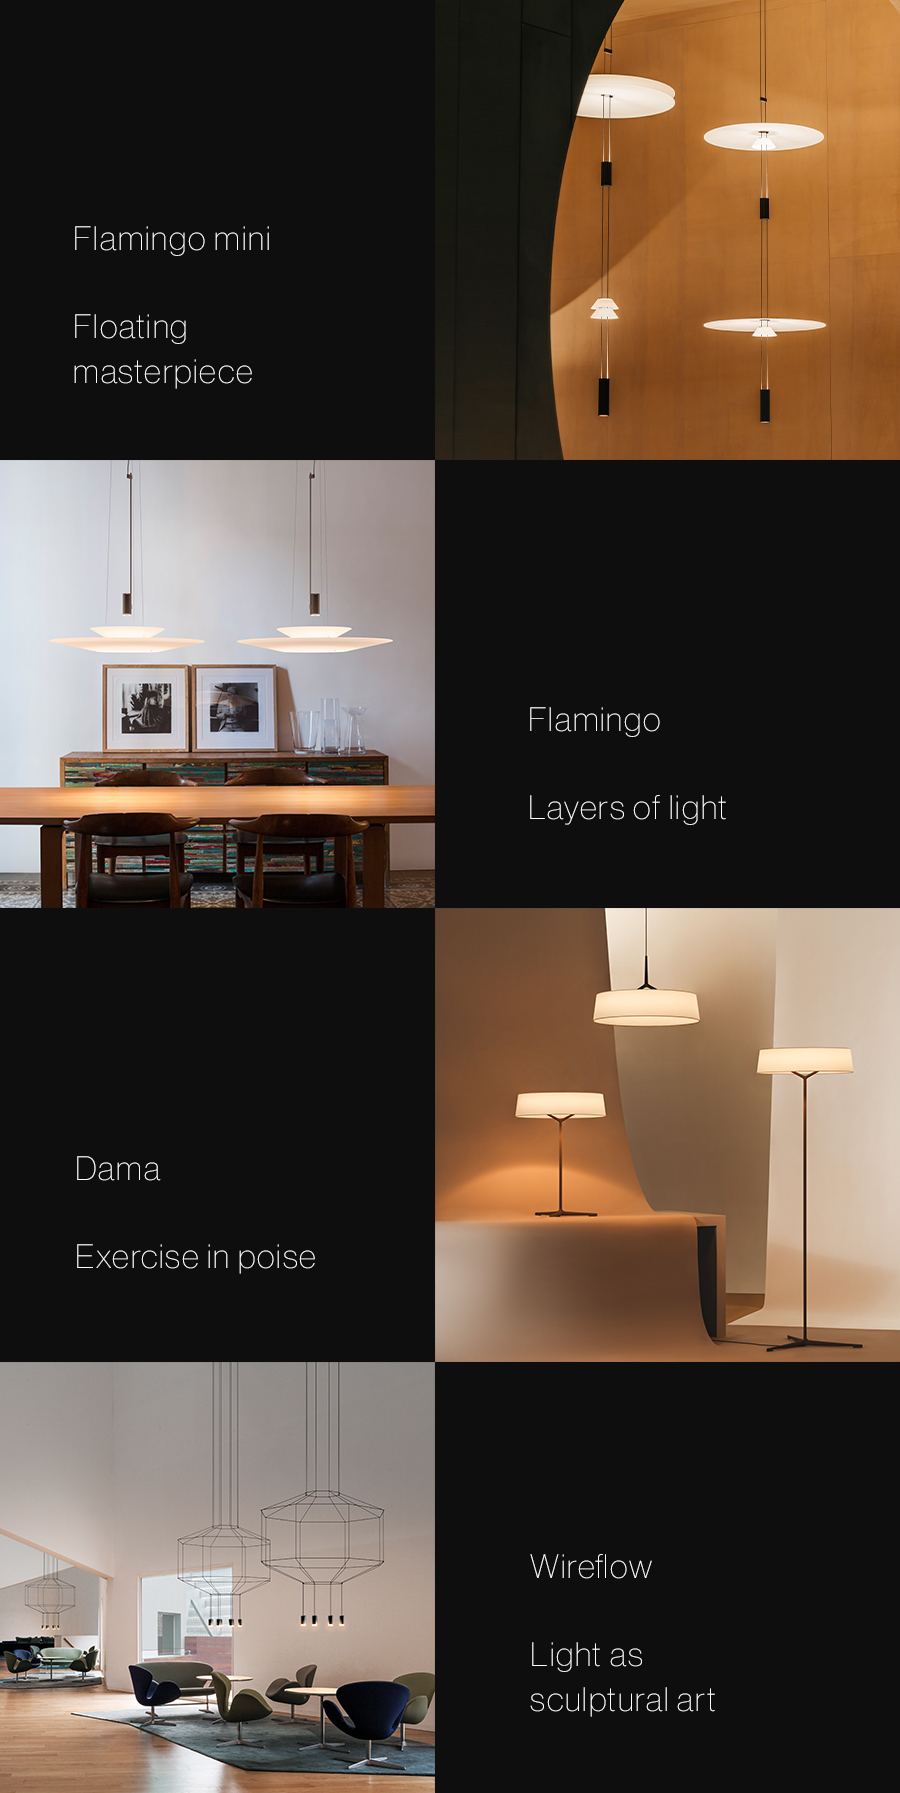 Flamingo mini
Floating
masterpiece
Flamingo
Layers of light
Dama
Exercise in poise
Wireflow
Light as
sculptural art